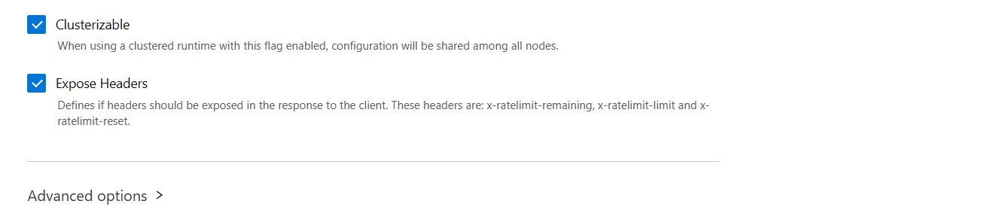 Clusterizable
When using a clustered runtime with this flag enabled, configuration will be shared among all nodes.
Expose Headers
Defines if headers should be exposed in the response to the client. These headers are: x-ratelimit-remaining, x-ratelimit-limit and x-
ratelimit-reset.
Advanced options >